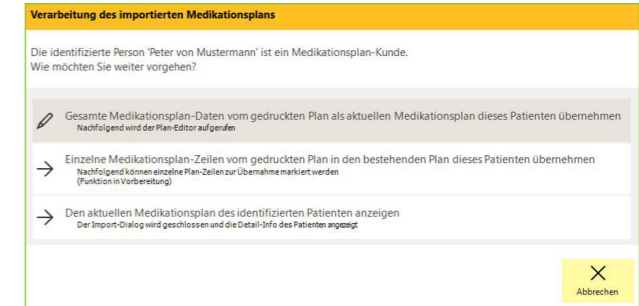 Verarbeitung des importierten Medikationsplans
Die identifizierte Person 'Peter von Mustermann' ist ein Medikationsplan-Kunde.
Wie möchten Sie weiter vorgehen?
Gesamte Medikationsplan-Daten vom gedruckten Plan als aktuellen Medikationsplan dieses Patienten übernehmen
Nachfolgend wird der Plan-Editor aufgerufen
Einzelne Medikationsplan-Zeilen vom gedruckten Plan in den bestehenden Plan dieses Patienten übernehmen
Nachfolgend können einzelne Plan-Zeilen zur Übernahme markiert werden
(Funktion in Vorbereitung)
Den aktuellen Medikationsplan des identifizierten Patienten anzeigen
Der Import-Dialog wird geschlossen und die Detail-Info des Patienten angezeigt
Abbrechen